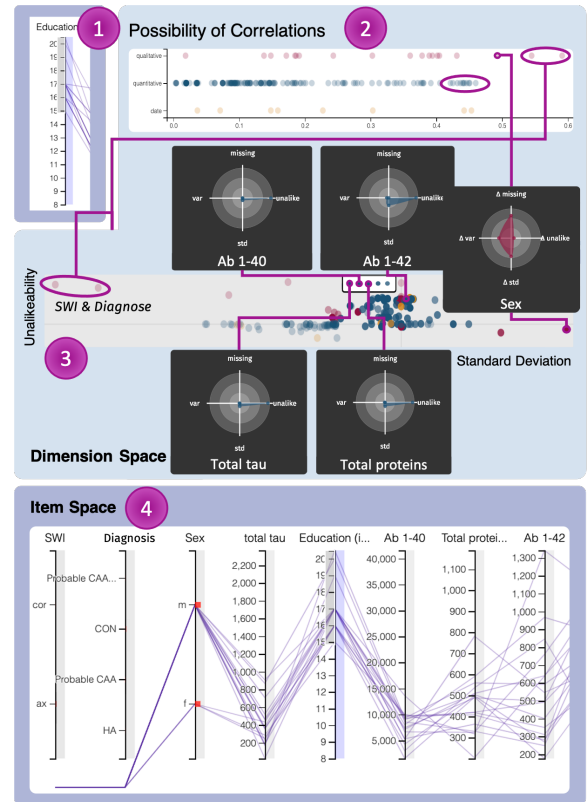 Education
1
20
19
18
17
16
15
14
13
12
11
10
9
8
Possibility of Correlations
2
qualitative
quantitative
date
0.0 0.1 0.2 0.3 0.4 0.5 0.6
missing
var
unalike
std
Ab 1-40
missing
var
unalike
std
Ab 1-42
Δ missing
Δ var
Δ unalike
Δ std
Sex
Unalikeability
SWI & Diagnose
3
Standard Deviation
missing
var
unalike
std
Total tau
missing
var
unalike
std
Total proteins
Dimension Space
Item Space
4
SWI Diagnosis Sex total tau Education (i... Ab 1-40 Total protei... Ab 1-42
cor
ax
Probable CAA...
CON
Probable CAA
HA
m
f
2,200
2,000
1,800
1,600
1,400
1,200
1,000
800
600
400
200
20
19
18
17
16
15
14
13
12
11
10
9
8
40,000
35,000
30,000
25,000
20,000
15,000
10,000
5,000
1,100
1,000
900
800
700
600
500
400
300
1,300
1,200
1,100
1,000
900
800
700
600
500
400
300
200